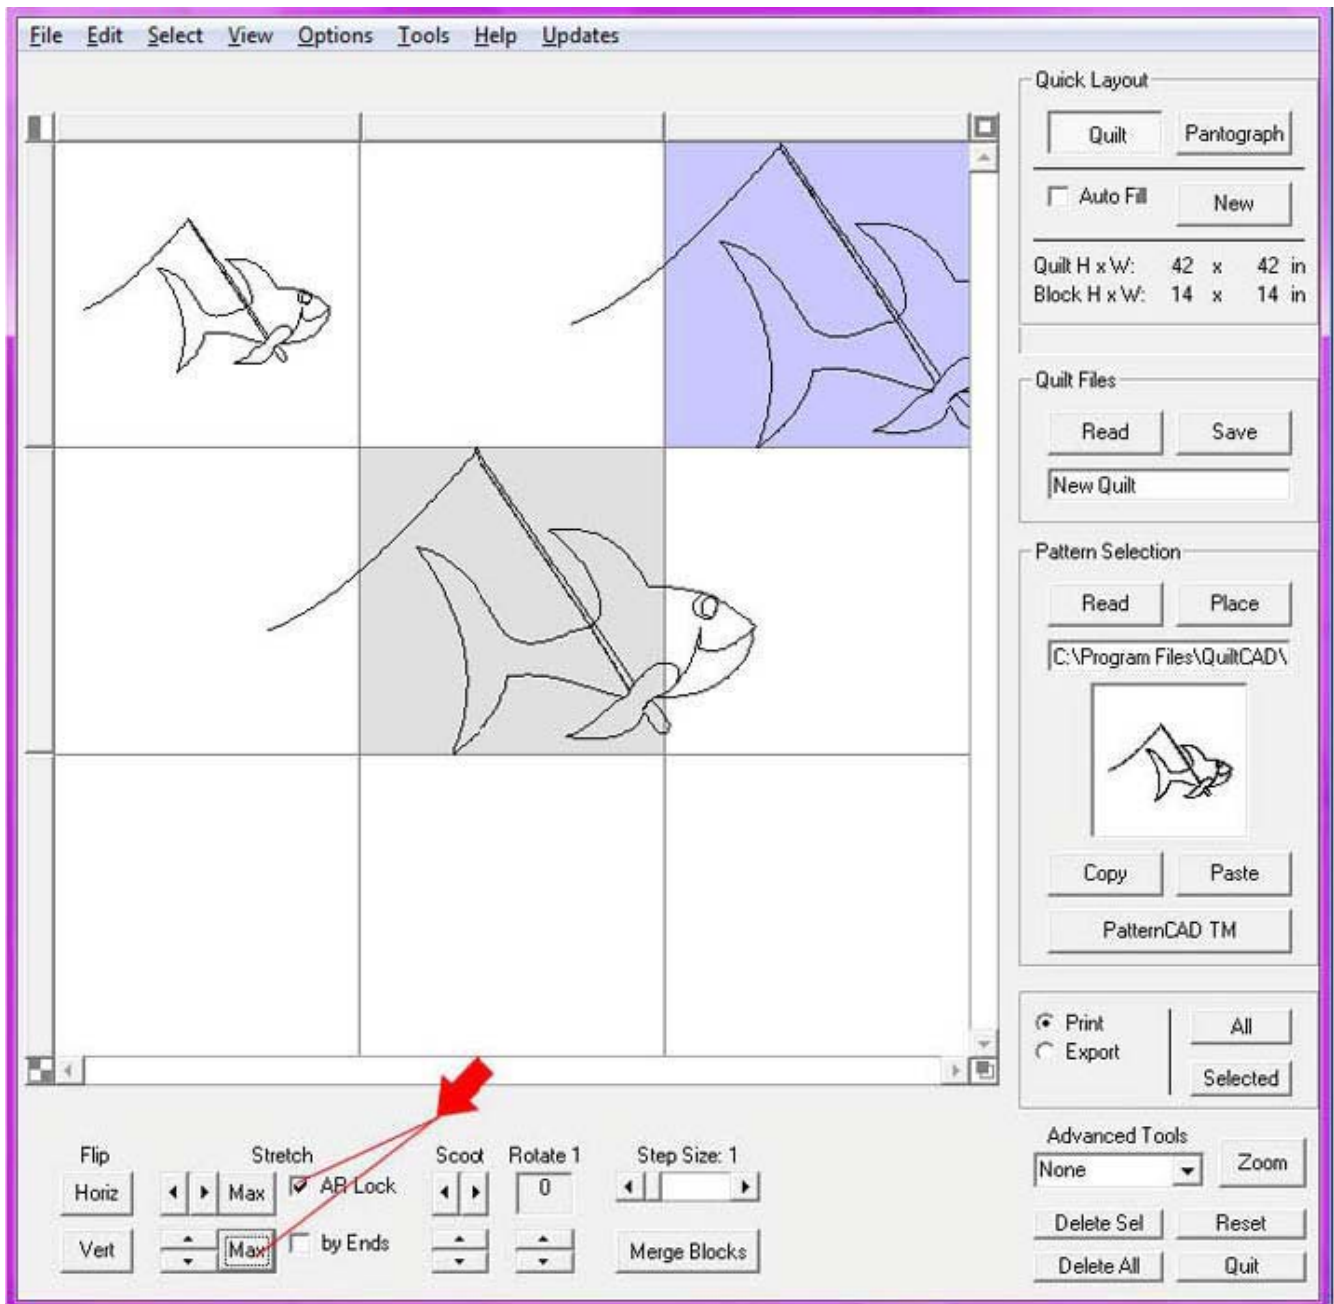 File Edit Select View Options Tools Help Updates
Quick Layout
Quilt Pantograph
Auto Fill New
Quilt H x W: 42 x 42 in
Block H x W: 14 x 14 in
Quilt Files
Read Save
New Quilt
Pattern Selection
Read Place
C:\Program Files\QuiltCAD\
Copy Paste
PatternCAD TM
Print
Export
All
Selected
Flip Stretch Scoot Rotate 1 Step Size: 1
Horiz Max AR Lock 0
Vert Max by Ends Merge Blocks
Advanced Tools
None Zoom
Delete Sel Reset
Delete All Quit